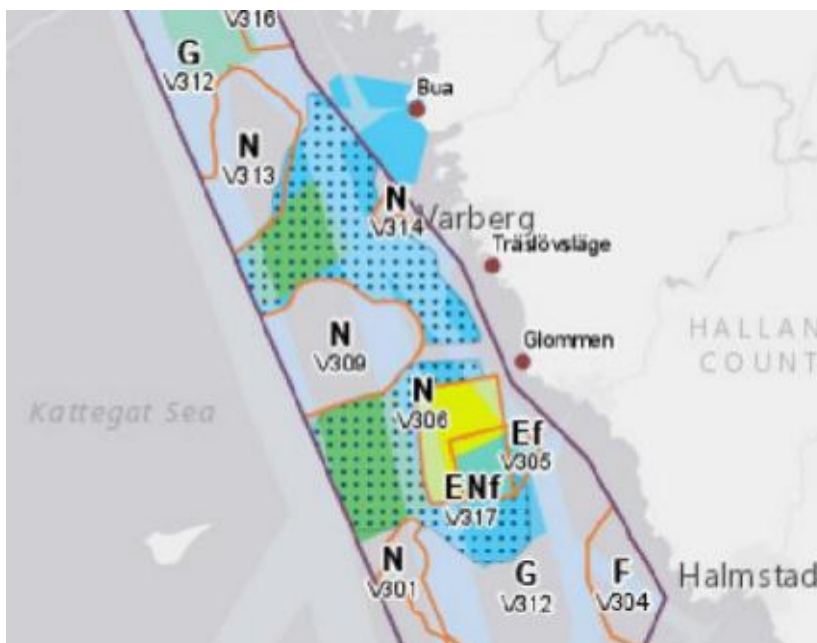 V316
G
V312
Bua
N
V313
N
Varberg
V314
Träslövsläge
N
V309
Glommen
HALLAN
COUNT
Kattegat Sea
N
V306
Ef
V305
ENf
V317
N
V301
G
V312
F
V304
Halmstad